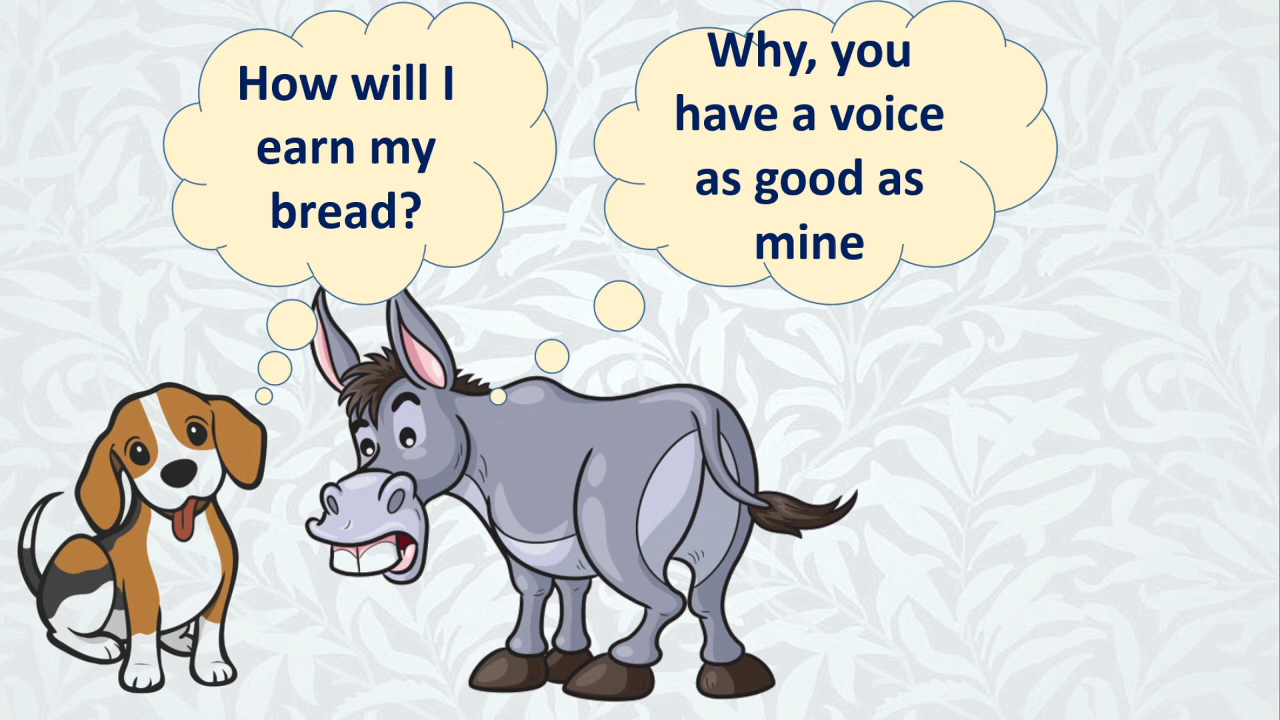 How will I
earn my
bread?
Why, you
have a voice
as good as
mine